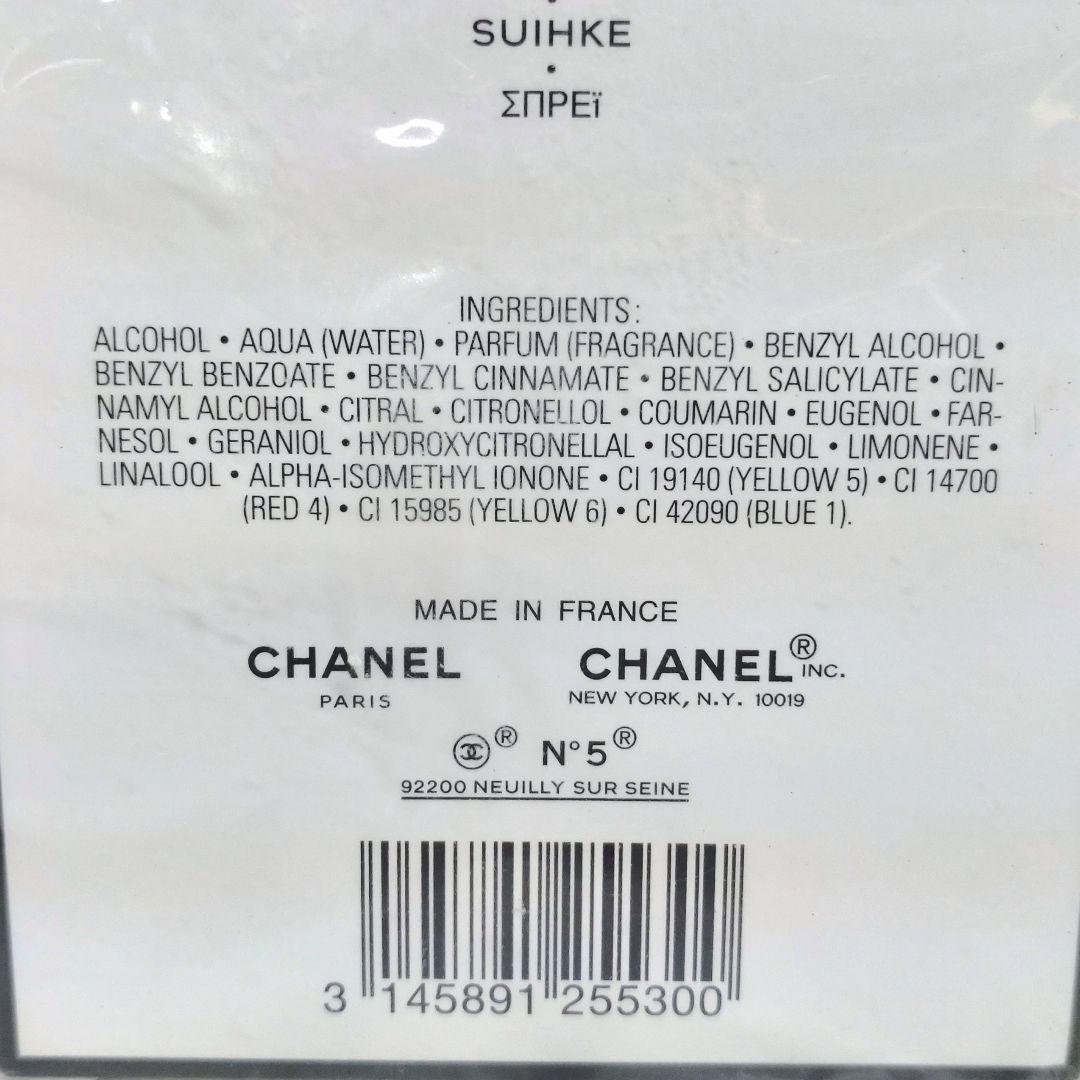 SUIHKE
•
ΣΠΡΕΪ
INGREDIENTS:
ALCOHOL • AQUA (WATER) • PARFUM (FRAGRANCE) • BENZYL ALCOHOL •
BENZYL BENZOATE • BENZYL CINNAMATE • BENZYL SALICYLATE • CIN-
NAMYL ALCOHOL • CITRAL • CITRONELLOL • COUMARIN • EUGENOL • FAR-
NESOL • GERANIOL • HYDROXYCITRONELLAL • ISOEUGENOL • LIMONENE •
LINALOOL • ALPHA-ISOMETHYL IONONE • CI 19140 (YELLOW 5) • CI 14700
(RED 4) • CI 15985 (YELLOW 6) • CI 42090 (BLUE 1).
MADE IN FRANCE
CHANEL CHANEL® INC.
PARIS NEW YORK, N.Y. 10019
® N°5®
92200 NEUILLY SUR SEINE
3 145891 255300